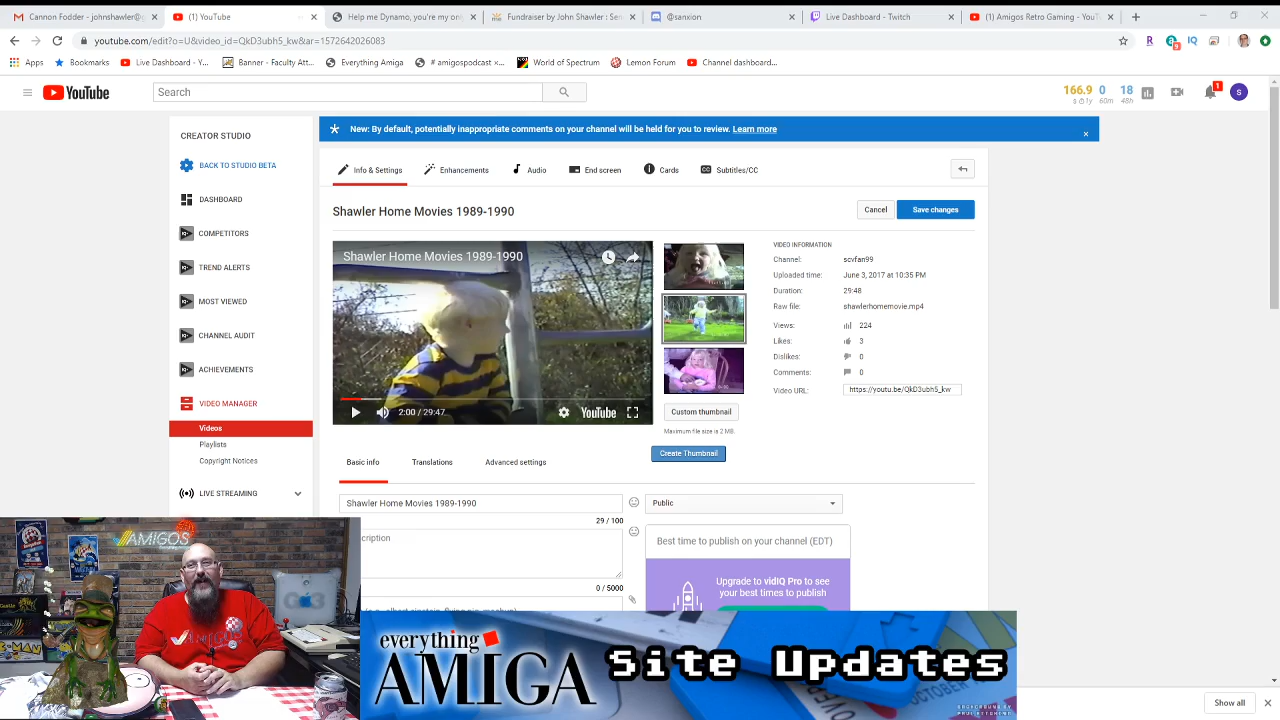 Cannon Fodder - johnshawler@g
(1) YouTube
Help me Dynamo, you're my onl
Fundraiser by John Shawler : Sen
@sanxion
Live Dashboard - Twitch
(1) Amigos Retro Gaming - YouT
youtube.com/edit?o=U&video_id=QkD3ubh5_kw&ar=1572642026083
Apps
Bookmarks
Live Dashboard - Y...
Banner - Faculty Att...
Everything Amiga
# amigospodcast x...
World of Spectrum
Lemon Forum
Channel dashboard...
YouTube
Search
166.9 0 18
1y 60m 48h
1
S
CREATOR STUDIO
New: By default, potentially inappropriate comments on your channel will be held for you to review. Learn more
BACK TO STUDIO BETA
DASHBOARD
COMPETITORS
TREND ALERTS
MOST VIEWED
CHANNEL AUDIT
ACHIEVEMENTS
VIDEO MANAGER
Videos
Playlists
Copyright Notices
LIVE STREAMING
Info & Settings
Enhancements
Audio
End screen
Cards
Subtitles/CC
Shawler Home Movies 1989-1990
Cancel
Save changes
Shawler Home Movies 1989-1990
2:00 / 29:47
YouTube
Custom thumbnail
Maximum file size is 2 MB.
Create Thumbnail
VIDEO INFORMATION
Channel: scvfan99
Uploaded time: June 3, 2017 at 10:35 PM
Duration: 29:48
Raw file: shawlerhomemovie.mp4
Views: 224
Likes: 3
Dislikes: 0
Comments: 0
Video URL: https://youtu.be/QkD3ubh5_kw
Basic info
Translations
Advanced settings
Shawler Home Movies 1989-1990
29 / 100
Public
cription
0 / 5000
Best time to publish on your channel (EDT)
Upgrade to vidIQ Pro to see
your best times to publish
AMIGOS
everything
AMIGA
Site Updates
Show all